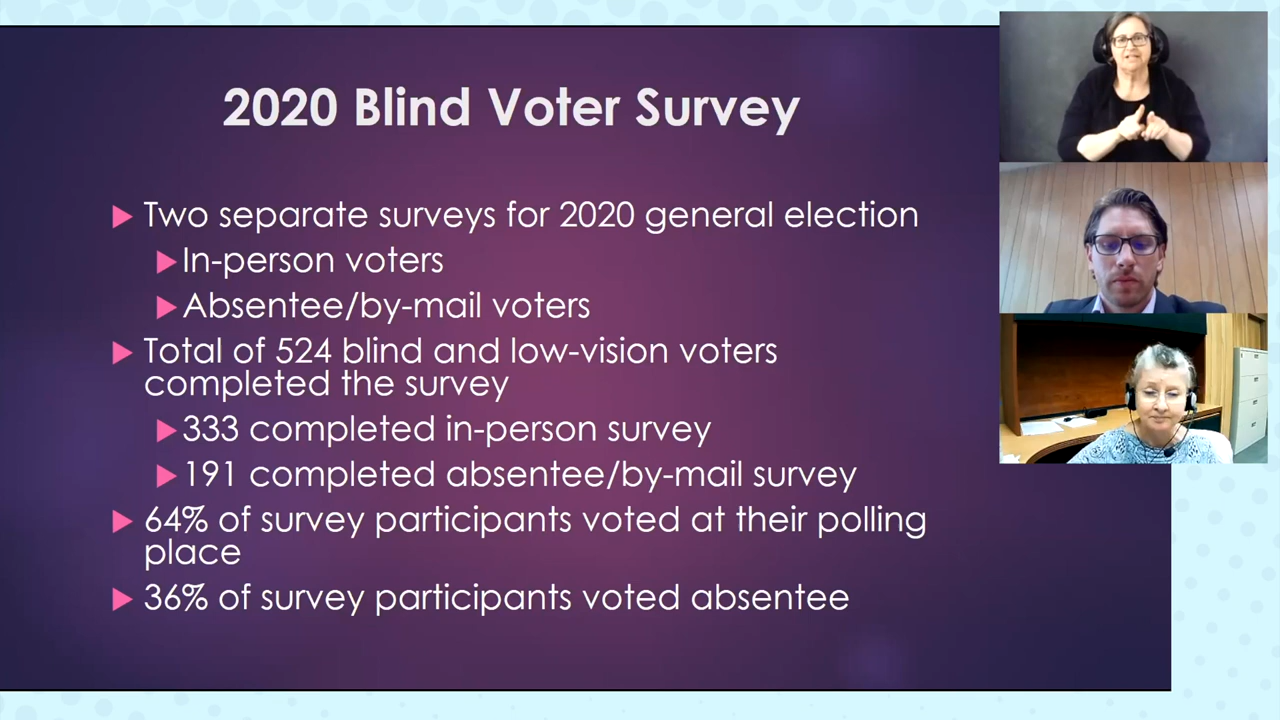 2020 Blind Voter Survey
Two separate surveys for 2020 general election
In-person voters
Absentee/by-mail voters
Total of 524 blind and low-vision voters
completed the survey
333 completed in-person survey
191 completed absentee/by-mail survey
64% of survey participants voted at their polling
place
36% of survey participants voted absentee